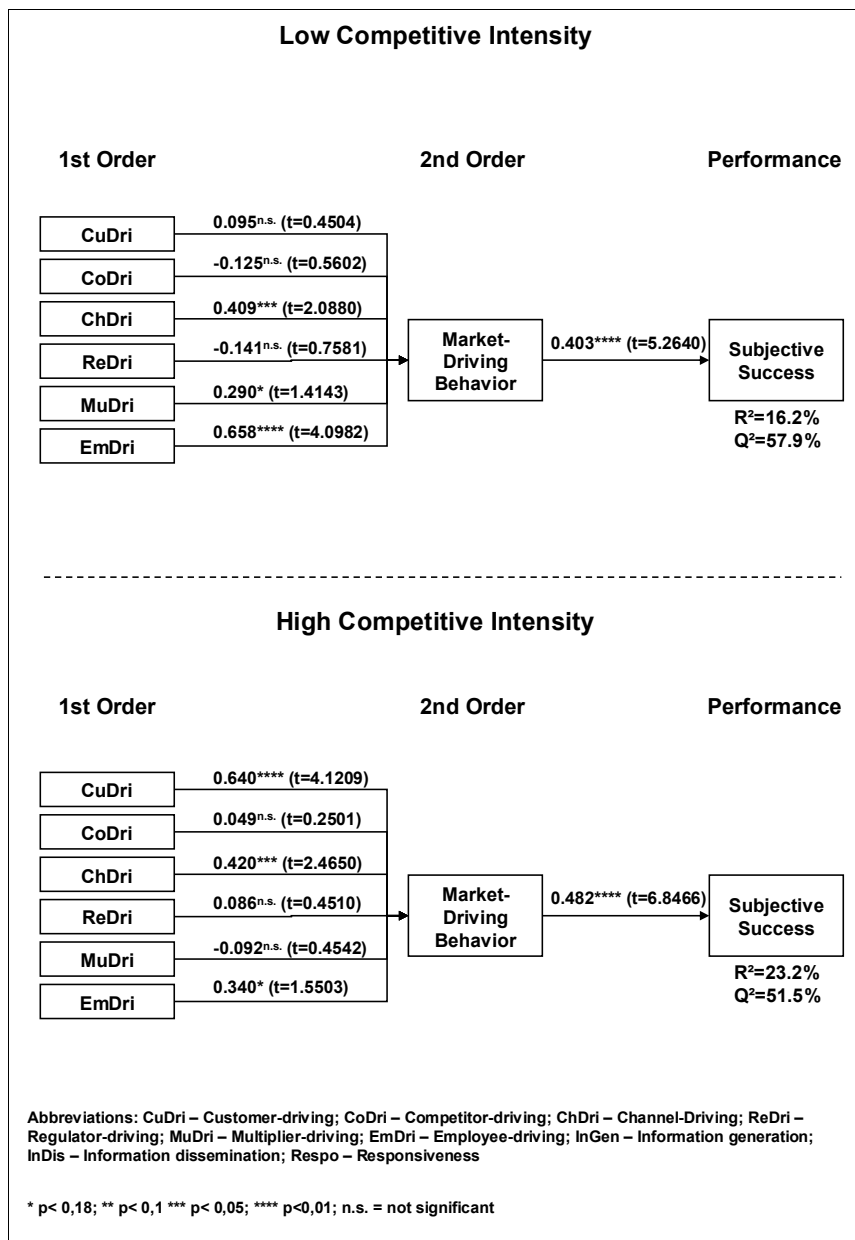 Low Competitive Intensity
1st Order 2nd Order Performance
CuDri 0.095n.s. (t=0.4504)
CoDri -0.125n.s. (t=0.5602)
ChDri 0.409*** (t=2.0880)
ReDri -0.141n.s. (t=0.7581)
MuDri 0.290* (t=1.4143)
EmDri 0.658**** (t=4.0982)
Market-
Driving
Behavior
0.403**** (t=5.2640)
Subjective
Success
R²=16.2%
Q²=57.9%
High Competitive Intensity
1st Order 2nd Order Performance
CuDri 0.640**** (t=4.1209)
CoDri 0.049n.s. (t=0.2501)
ChDri 0.420*** (t=2.4650)
ReDri 0.086n.s. (t=0.4510)
MuDri -0.092n.s. (t=0.4542)
EmDri 0.340* (t=1.5503)
Market-
Driving
Behavior
0.482**** (t=6.8466)
Subjective
Success
R²=23.2%
Q²=51.5%
Abbreviations: CuDri – Customer-driving; CoDri – Competitor-driving; ChDri – Channel-Driving; ReDri –
Regulator-driving; MuDri – Multiplier-driving; EmDri – Employee-driving; InGen – Information generation;
InDis – Information dissemination; Respo – Responsiveness
* p< 0,18; ** p< 0,1 *** p< 0,05; **** p<0,01; n.s. = not significant